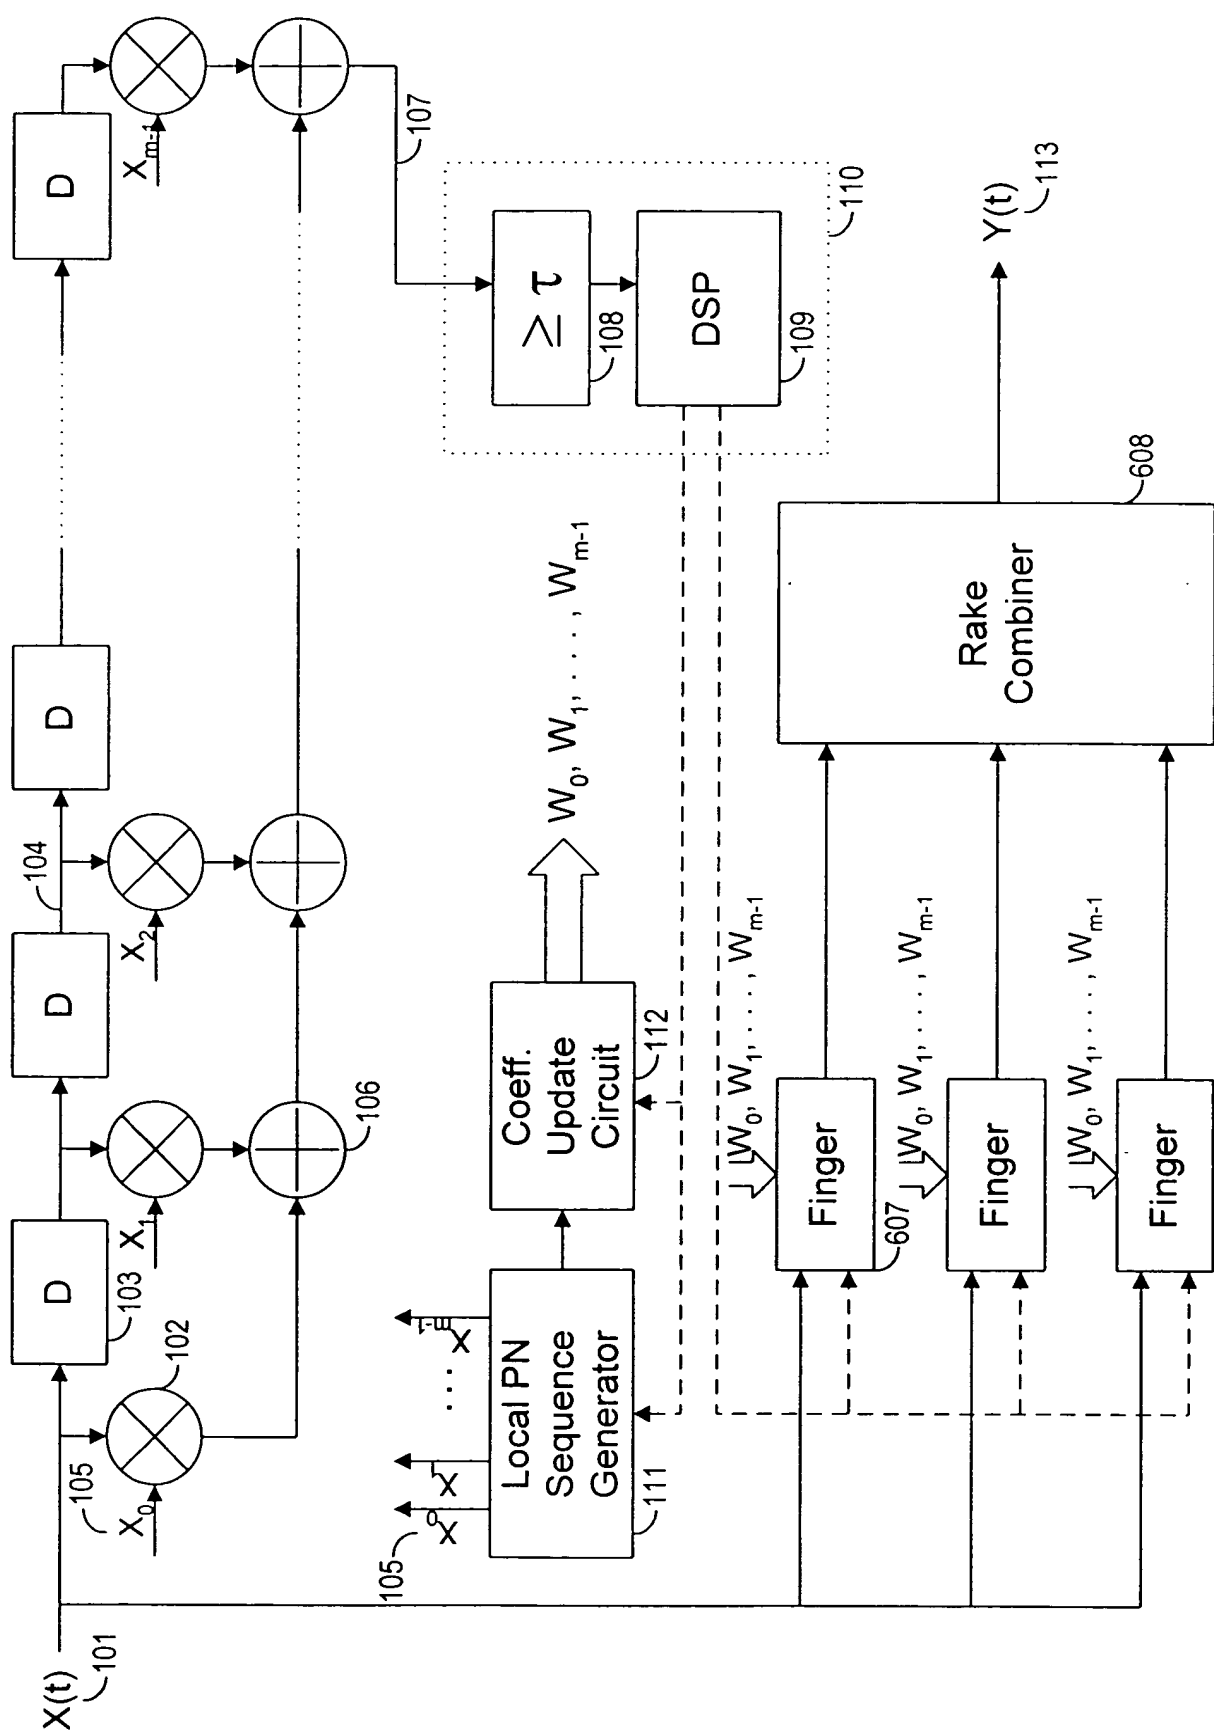 X(t)
101
D
103
D
104
D
D
105
X0
102
X1
X2
Xm-1
106
107
≥ τ
108
DSP
109
110
105
X0
X1
. . .
Xm-1
Local PN
Sequence
Generator
111
Coeff.
Update
Circuit
112
W0, W1, . . . . , Wm-1
W0, W1, . . . . , Wm-1
Finger
607
W0, W1, . . . . , Wm-1
Finger
W0, W1, . . . . , Wm-1
Finger
Rake
Combiner
608
Y(t)
113